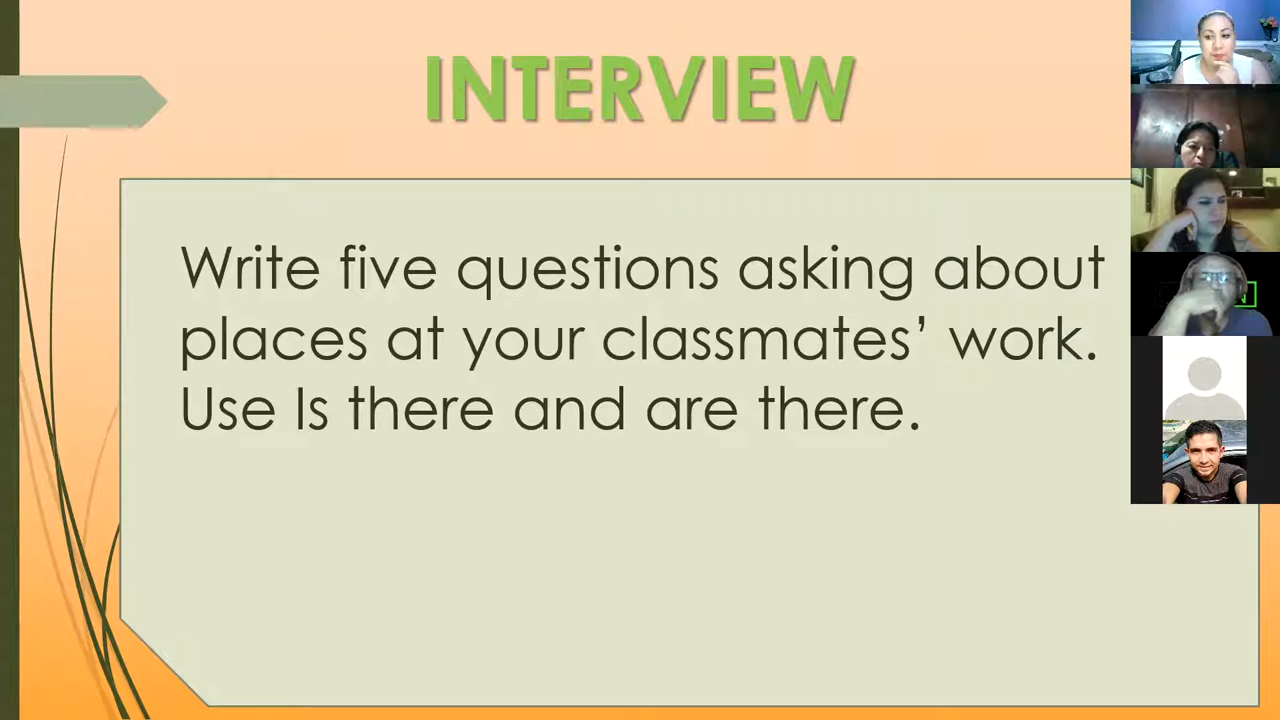 INTERVIEW
Write five questions asking about
places at your classmates’ work.
Use Is there and are there.